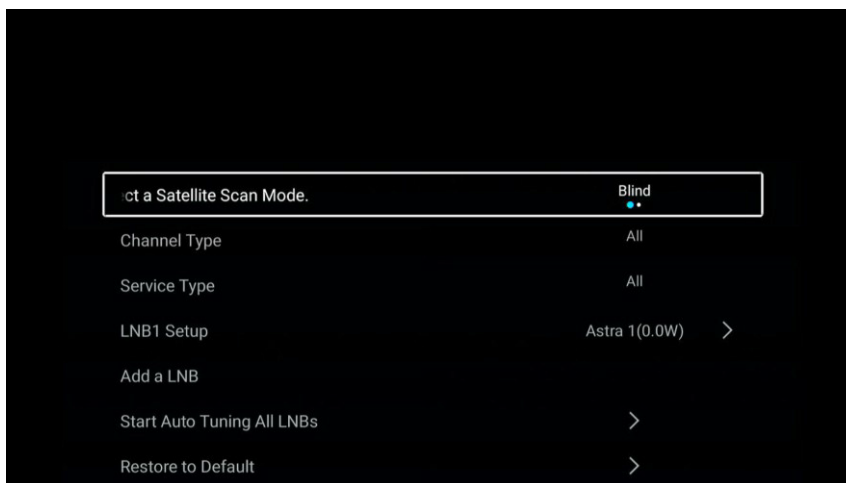 ct a Satellite Scan Mode. Blind
Channel Type All
Service Type All
LNB1 Setup Astra 1(0.0W)
Add a LNB
Start Auto Tuning All LNBs
Restore to Default